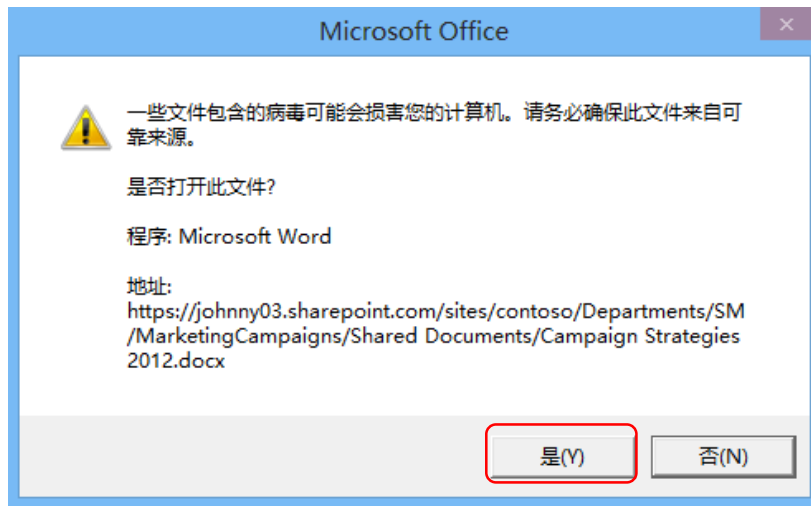 Microsoft Office
一些文件包含的病毒可能会损害您的计算机。请务必确保此文件来自可
靠来源。
是否打开此文件?
程序: Microsoft Word
地址:
https://johnny03.sharepoint.com/sites/contoso/Departments/SM
/MarketingCampaigns/Shared Documents/Campaign Strategies
2012.docx
是(Y)
否(N)